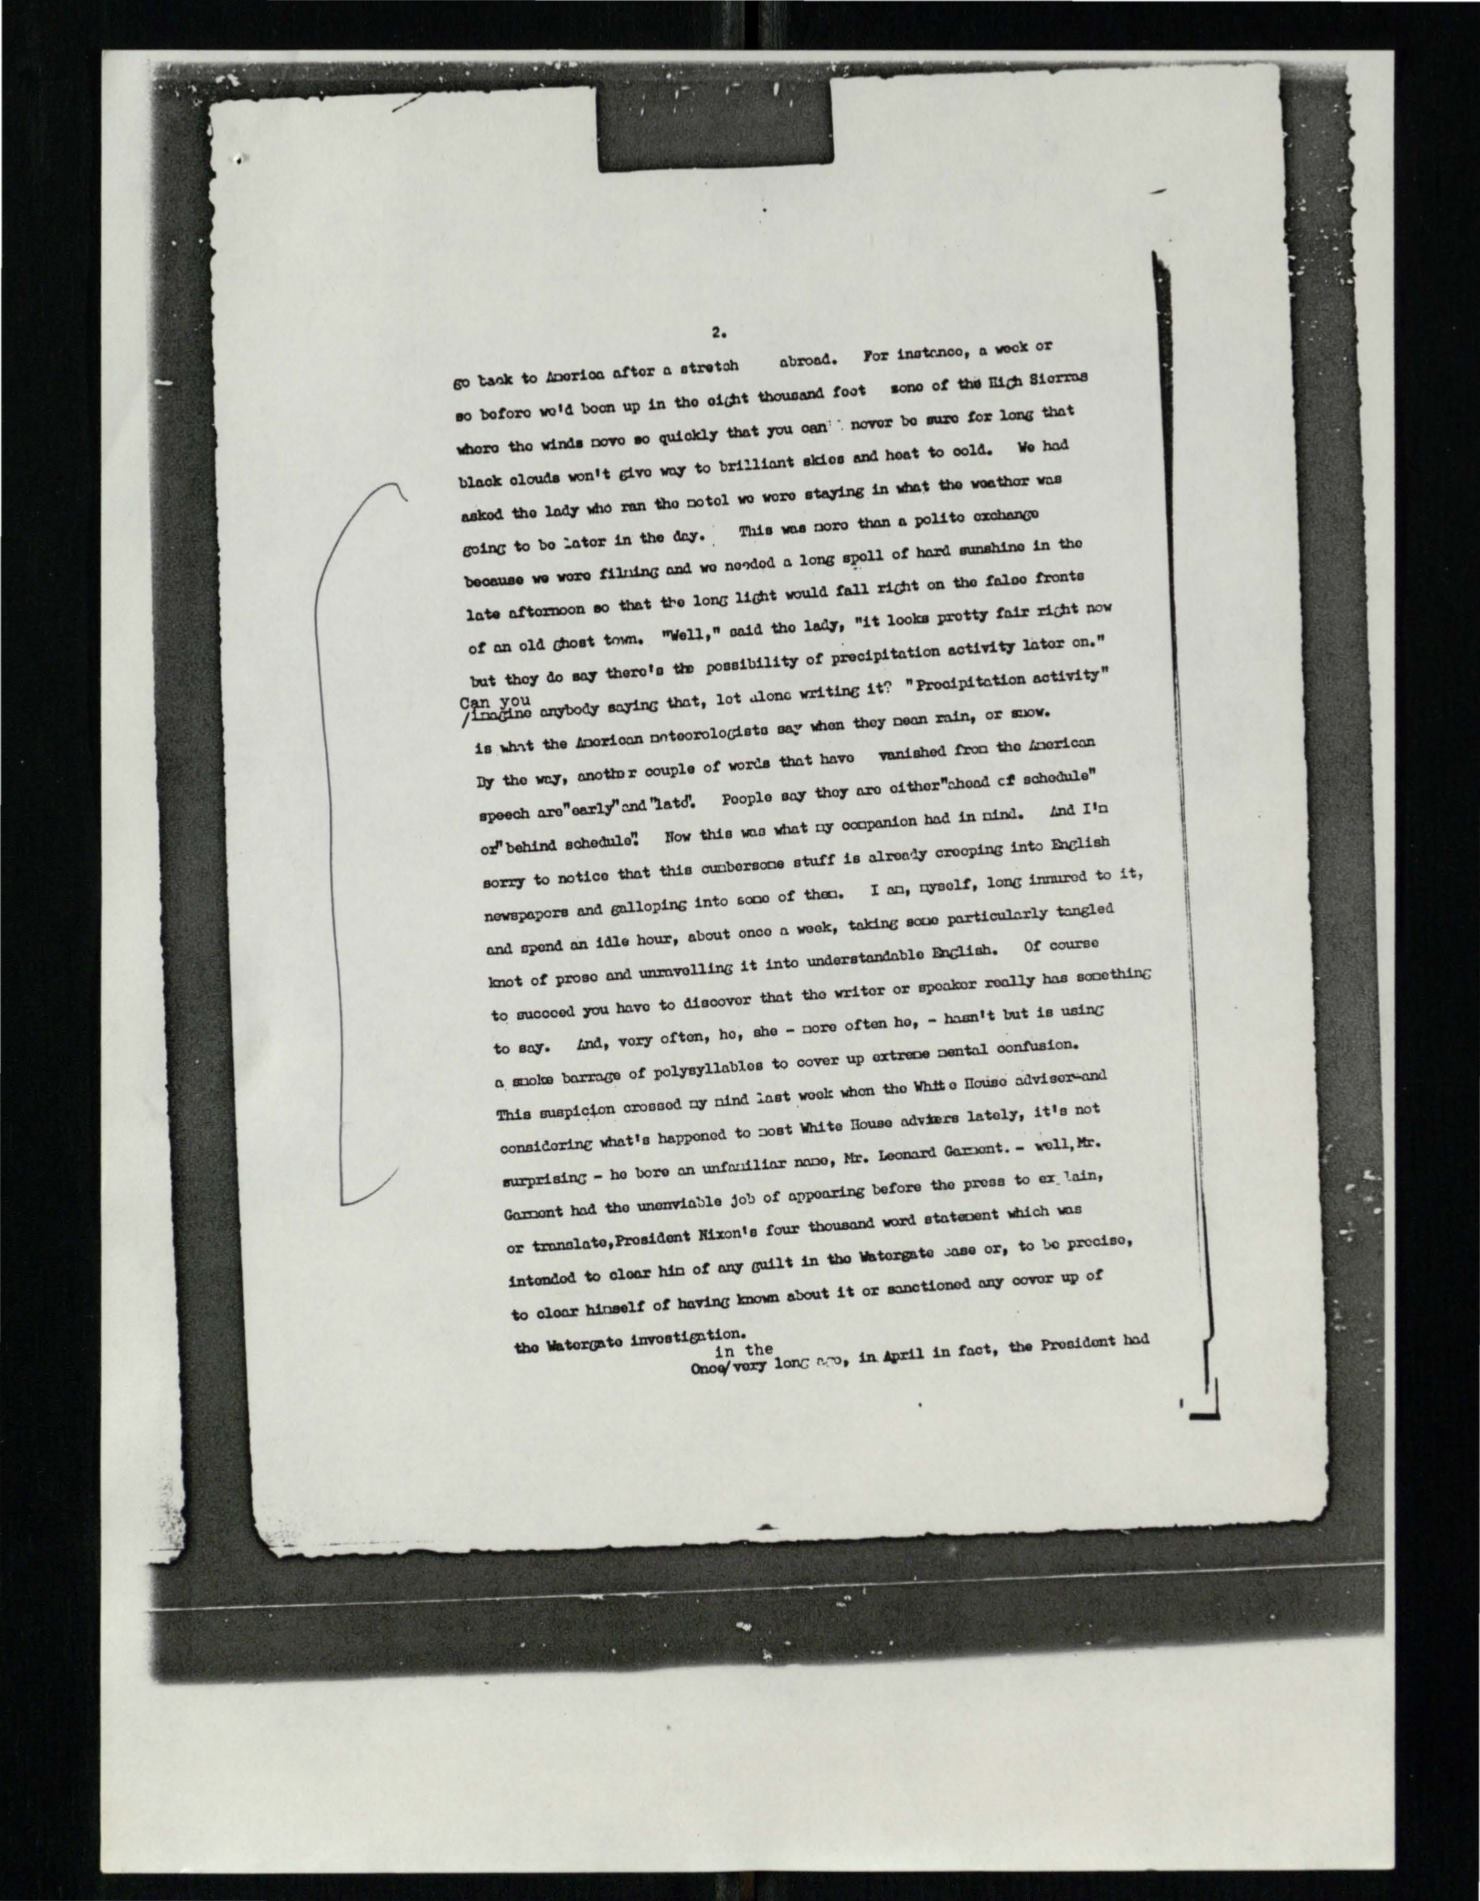 2.
go back to America after a stretch abroad. For instance, a week or
so before we'd been up in the eight thousand foot zone of the High Sierras
where the winds move so quickly that you can never be sure for long that
black clouds won't give way to brilliant skies and heat to cold. We had
asked the lady who ran the motel we were staying in what the weather was
going to be later in the day. This was more than a polite exchange
because we were filming and we needed a long spell of hard sunshine in the
late afternoon so that the long light would fall right on the false fronts
of an old ghost town. "Well," said the lady, "it looks pretty fair right now
but they do say there's the possibility of precipitation activity later on."
Can you
/imagine anybody saying that, let alone writing it? "Precipitation activity"
is what the American meteorologists say when they mean rain, or snow.
By the way, another couple of words that have vanished from the American
speech are"early"and"late". People say they are either"ahead of schedule"
or"behind schedule". Now this was what my companion had in mind. And I'm
sorry to notice that this cumbersome stuff is already creeping into English
newspapers and galloping into some of them. I am, myself, long innured to it,
and spend an idle hour, about once a week, taking some particularly tangled
knot of prose and unravelling it into understandable English. Of course
to succeed you have to discover that the writer or speaker really has something
to say. And, very often, he, she - more often he, - hasn't but is using
a smoke barrage of polysyllables to cover up extreme mental confusion.
This suspicion crossed my mind last week when the White House adviser-and
considering what's happened to most White House advisers lately, it's not
surprising - he bore an unfamiliar name, Mr. Leonard Garment. - well,Mr.
Garment had the unenviable job of appearing before the press to ex lain,
or translate,President Nixon's four thousand word statement which was
intended to clear him of any guilt in the Watergate case or, to be precise,
to clear himself of having known about it or sanctioned any cover up of
the Watergate investigation.
in the
Once/very long ago, in April in fact, the President had